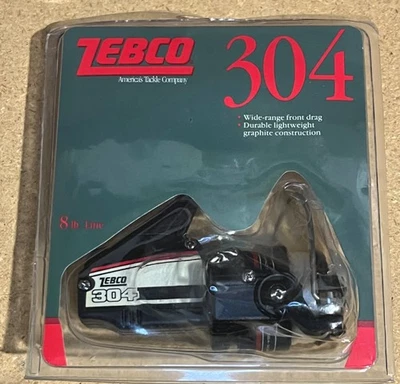 ZEBCO
America's Tackle Company
304
• Wide-range front drag
• Durable lightweight
graphite construction
8 lb Line
ZEBCO
304